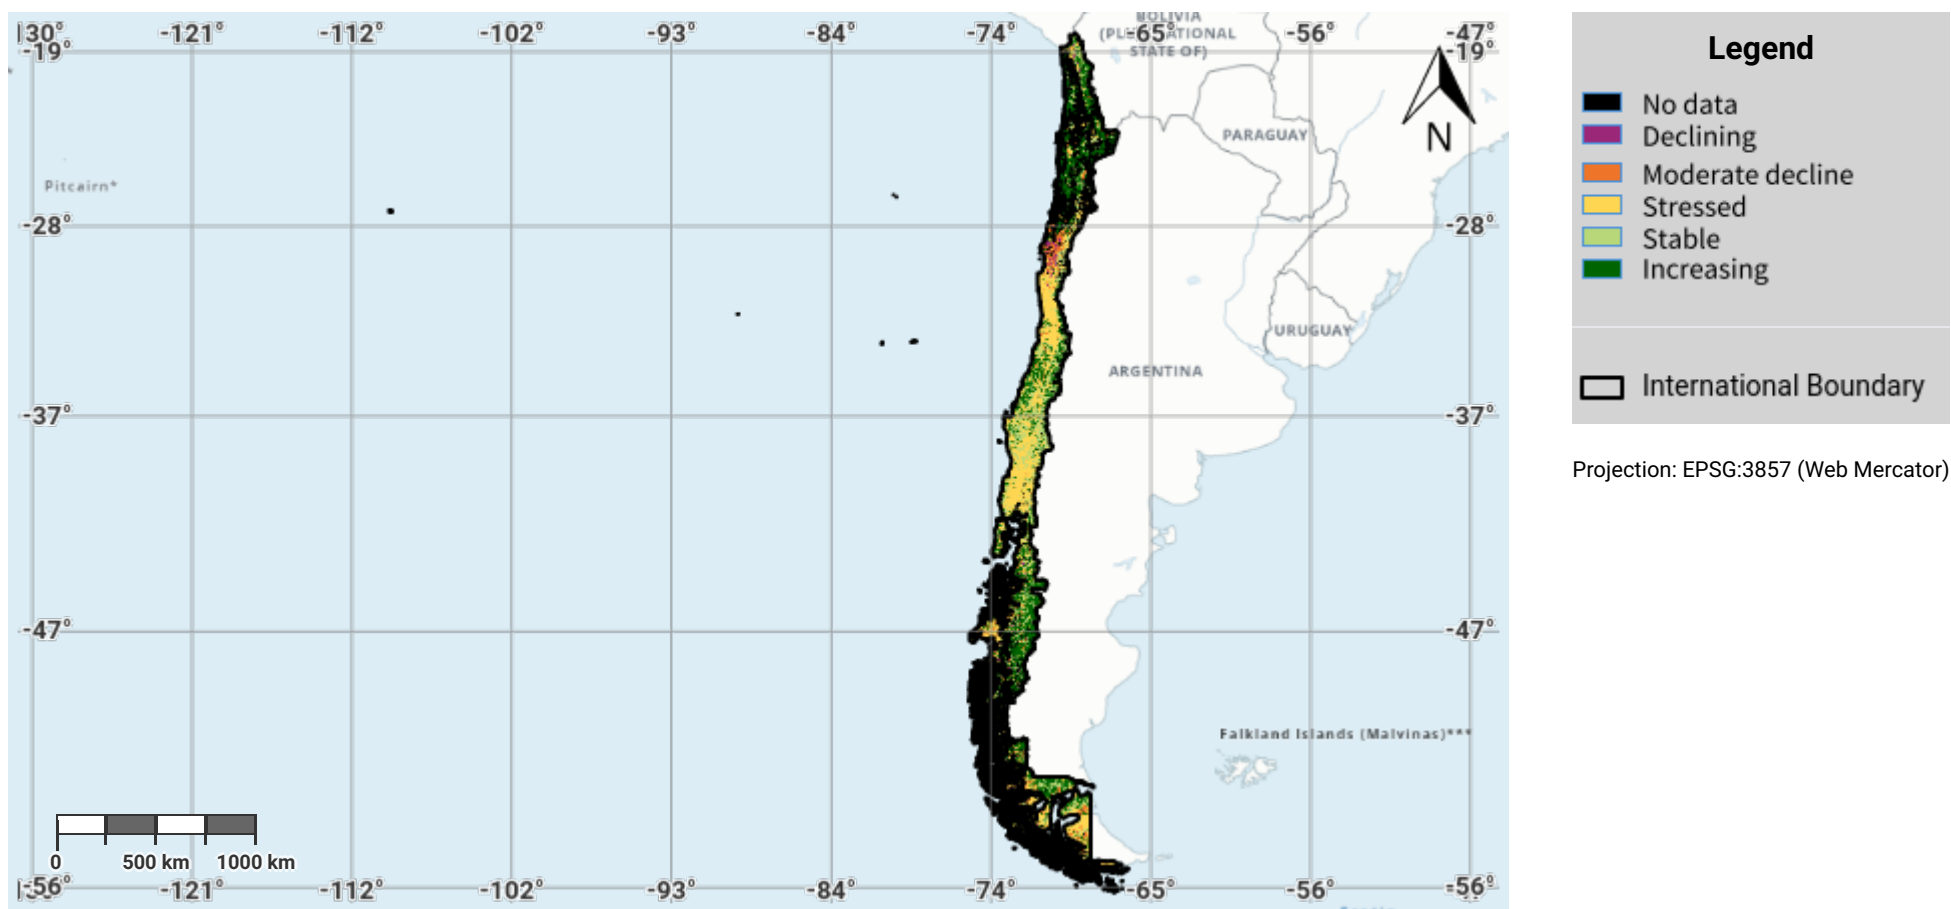 BOLIVIA
-130° -121° -112° -102° -93° -84° -74° -65° -56° -47°
(PLURINATIONAL
STATE OF)
-19° -19°
N
PARAGUAY
Pitcairn*
-28° -28°
URUGUAY
ARGENTINA
-37° -37°
-47° -47°
Falkland Islands (Malvinas)***
0 500 km 1000 km
-56° -121° -112° -102° -93° -84° -74° -65° -56° -56°
Legend
No data
Declining
Moderate decline
Stressed
Stable
Increasing
International Boundary
Projection: EPSG:3857 (Web Mercator)